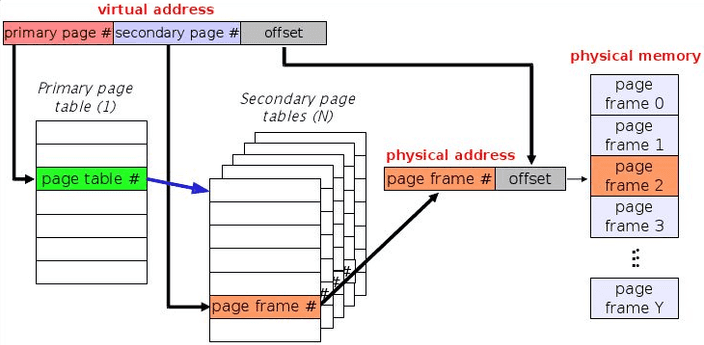 virtual address
primary page #
secondary page #
offset
Primary page
table (1)
page table #
Secondary page
tables (N)
page frame #
#
#
physical address
page frame #
offset
physical memory
page
frame 0
page
frame 1
page
frame 2
page
frame 3
page
frame Y